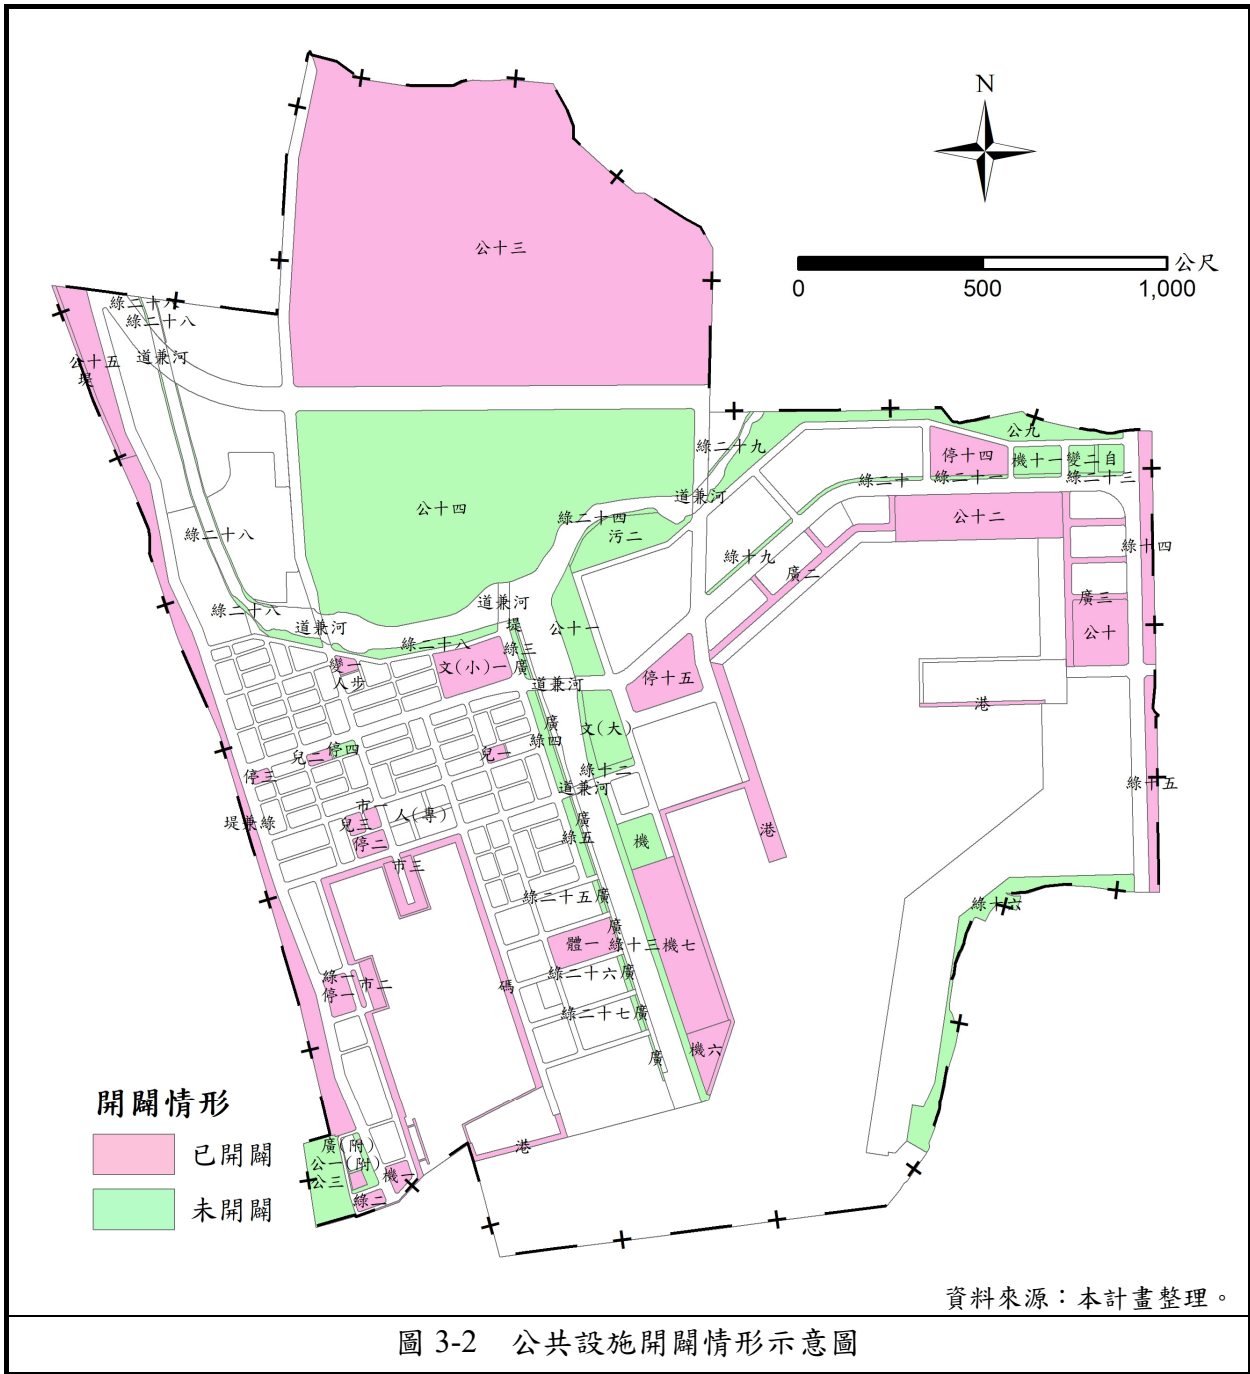 N
公十三
公尺
0 500 1,000
綠二十八
綠二十八
公十五
道兼河
堤
公九
綠二十九
停十四
機十一
變二
自
綠二十
綠二十一
綠二十三
道兼河
公十四
綠二十四
公十二
污二
綠二十八
綠十四
綠十九
廣二
廣三
綠二十八
道兼河
道兼河
堤
公十一
公十
綠二十八
綠三
變一
文(小)一
廣
人步
道兼河
停十五
港
廣
文(大)
綠四
停四
兒二
兒一
停三
綠十二
道兼河
綠十五
市一
人(專)
堤兼綠
兒三
廣
港
停二
綠五
機
市三
綠二十五
廣
綠十六
廣
體一
綠十三
機七
綠一
市二
綠二十六
廣
停一
碼
綠二十七
廣
機六
廣
開闢情形
已開闢
未開闢
廣(附)
港
公一(附)
公三
機一
綠二
資料來源：本計畫整理。
圖 3-2 公共設施開闢情形示意圖